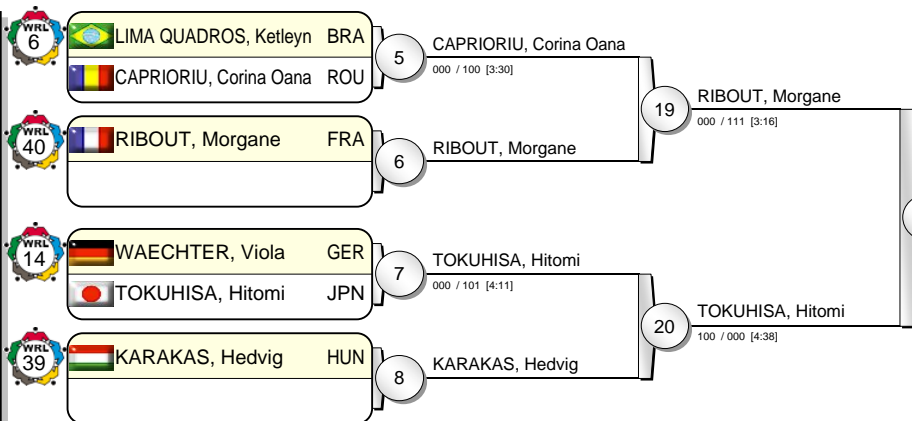 WRL
6
LIMA QUADROS, Ketleyn BRA
CAPRIORIU, Corina Oana ROU
5
CAPRIORIU, Corina Oana
000 / 100 [3:30]
19
RIBOUT, Morgane
000 / 111 [3:16]
WRL
40
RIBOUT, Morgane FRA
6
RIBOUT, Morgane
WRL
14
WAECHTER, Viola GER
TOKUHISA, Hitomi JPN
7
TOKUHISA, Hitomi
000 / 101 [4:11]
20
TOKUHISA, Hitomi
100 / 000 [4:38]
WRL
39
KARAKAS, Hedvig HUN
8
KARAKAS, Hedvig